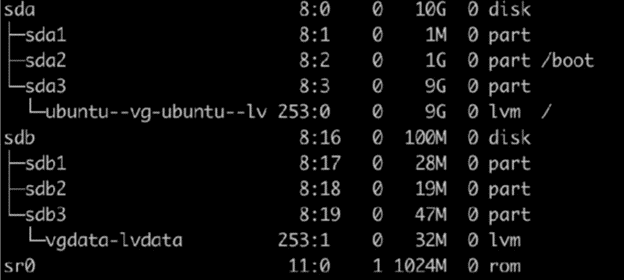 sda 8:0 0 10G 0 disk
├─sda1 8:1 0 1M 0 part
├─sda2 8:2 0 1G 0 part /boot
└─sda3 8:3 0 9G 0 part
  └─ubuntu--vg-ubuntu--lv 253:0 0 9G 0 lvm /
sdb 8:16 0 100M 0 disk
├─sdb1 8:17 0 28M 0 part
├─sdb2 8:18 0 19M 0 part
└─sdb3 8:19 0 47M 0 part
  └─vgdata-lvdata 253:1 0 32M 0 lvm
sr0 11:0 1 1024M 0 rom